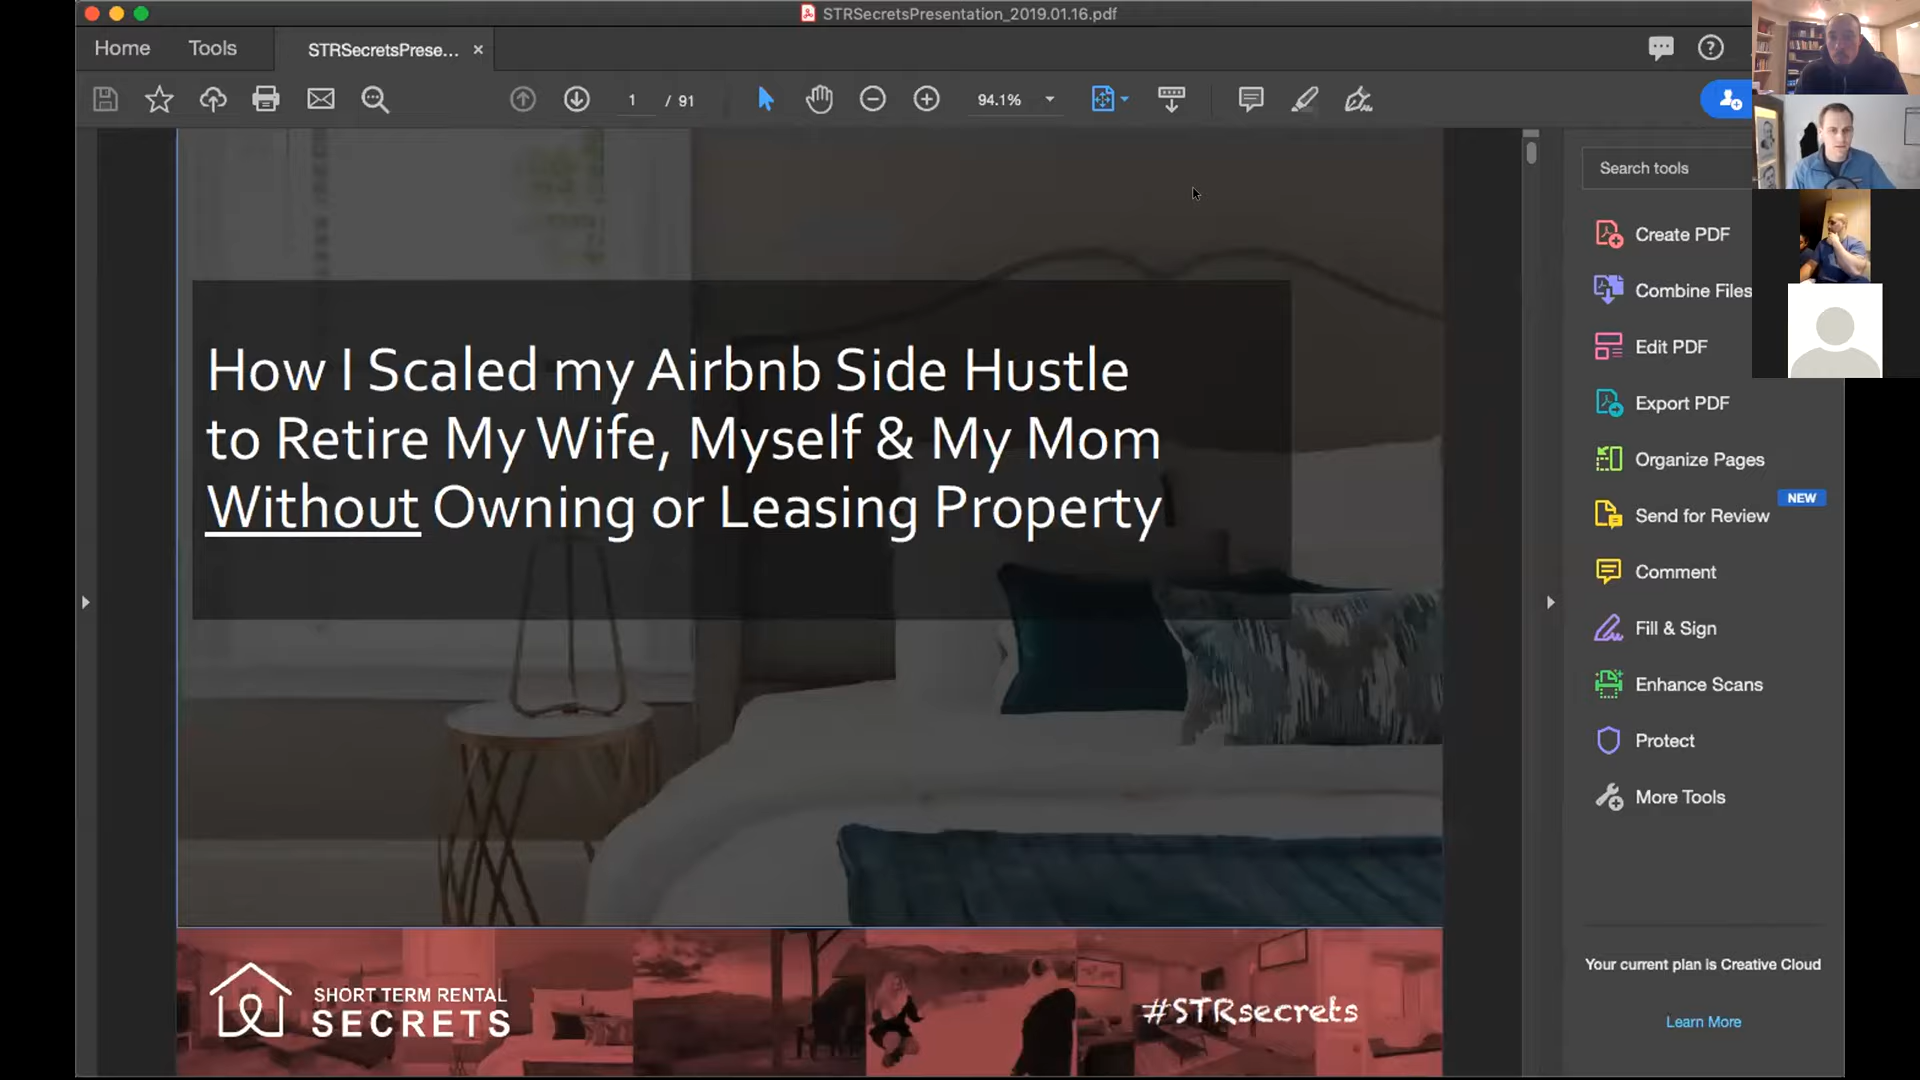 STRSecretsPresentation_2019.01.16.pdf
Home
Tools
STRSecretsPrese...
1 / 91
94.1%
Search tools
Create PDF
Combine Files
Edit PDF
Export PDF
Organize Pages
NEW
Send for Review
Comment
Fill & Sign
Enhance Scans
Protect
More Tools
Your current plan is Creative Cloud
Learn More
How I Scaled my Airbnb Side Hustle
to Retire My Wife, Myself & My Mom
Without Owning or Leasing Property
SHORT TERM RENTAL
SECRETS
#STRsecrets